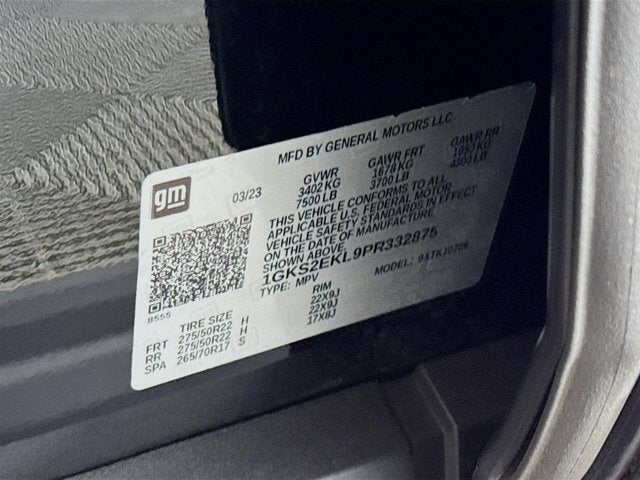 MFD BY GENERAL MOTORS LLC
gm
03/23
GVWR GAWR FRT GAWR RR
3402 KG 1678 KG 1951 KG
7500 LB 3700 LB 4300 LB
THIS VEHICLE CONFORMS TO ALL
APPLICABLE U.S. FEDERAL MOTOR
VEHICLE SAFETY STANDARDS IN EFFECT
ON THE DATE OF MANUFACTURE
SHOWN ABOVE.
1GKS2EKL9PR332875
TYPE: MPV MODEL:
8555
TIRE SIZE RIM
FRT 275/50R22 H 22X9J
RR 275/50R22 H 22X9J
SPA 265/70R17 S 17X8J